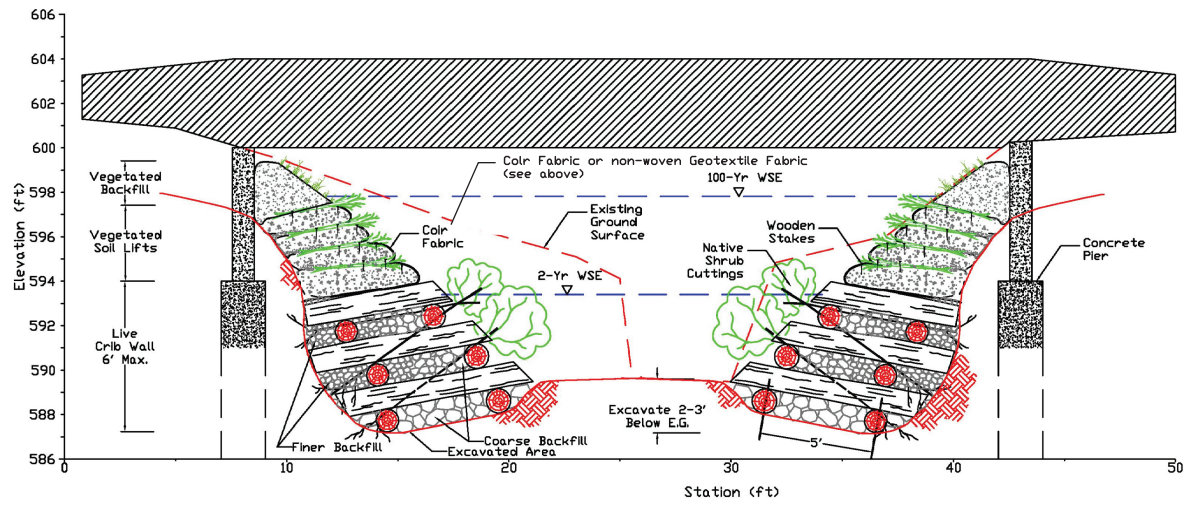 606
604
602
600
598
596
594
592
590
588
586
Elevation (ft)
Vegetated
Backfill
Vegetated
Soil Lifts
Live
Crib Wall
6' Max.
Colr Fabric or non-woven Geotextile Fabric
(see above)
100-Yr WSE
Existing
Ground
Surface
Colr
Fabric
2-Yr WSE
Wooden
Stakes
Native
Shrub
Cuttings
Concrete
Pier
Excavate 2-3'
Below E.G.
5'
Finer Backfill
Coarse Backfill
Excavated Area
0
10
20
30
40
50
Station (ft)